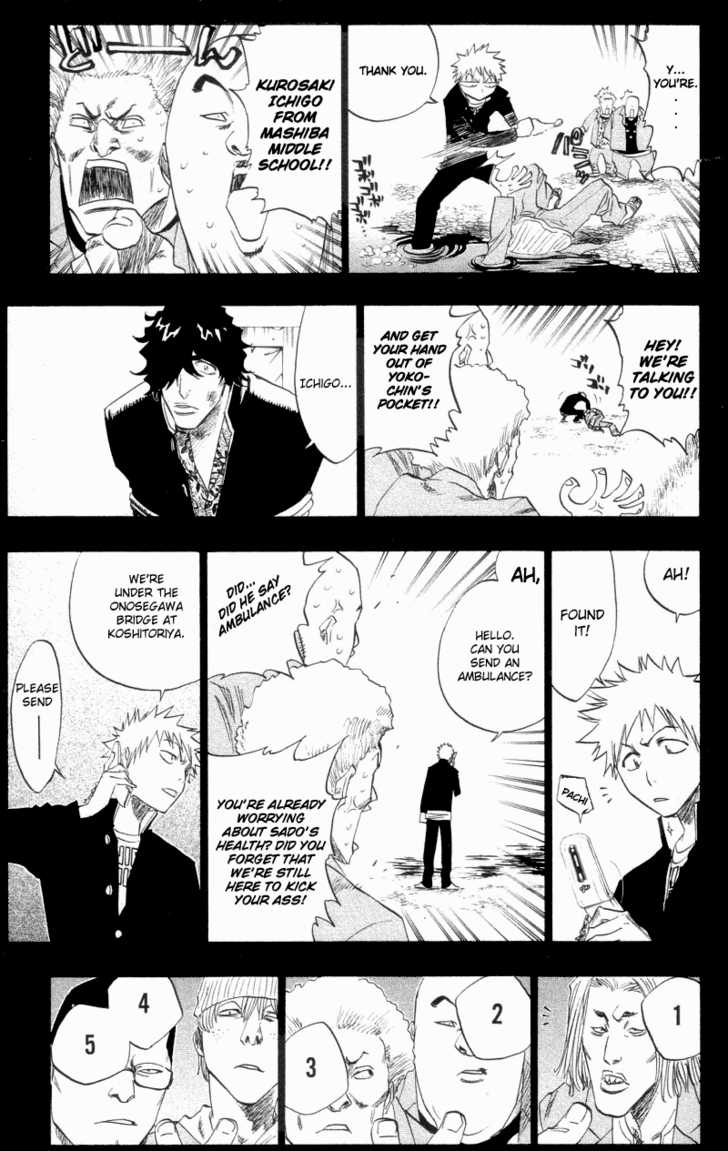 Y...
YOU'RE.
.
.
.
THANK YOU.
KUROSAKI
ICHIGO
FROM
MASHIBA
MIDDLE
SCHOOL!!
HEY!
WE'RE
TALKING
TO YOU!!
AND GET
YOUR HAND
OUT OF
YOKO-
CHIN'S
POCKET!!
ICHIGO...
AH!
FOUND
IT!
PACHI
AH,
HELLO.
CAN YOU
SEND AN
AMBULANCE?
DID...
DID HE SAY
AMBULANCE?
YOU'RE ALREADY
WORRYING
ABOUT SADO'S
HEALTH? DID YOU
FORGET THAT
WE'RE STILL
HERE TO KICK
YOUR ASS!
WE'RE
UNDER THE
ONOSEGAWA
BRIDGE AT
KOSHITORIYA.
PLEASE
SEND
—
1
2
3
4
5